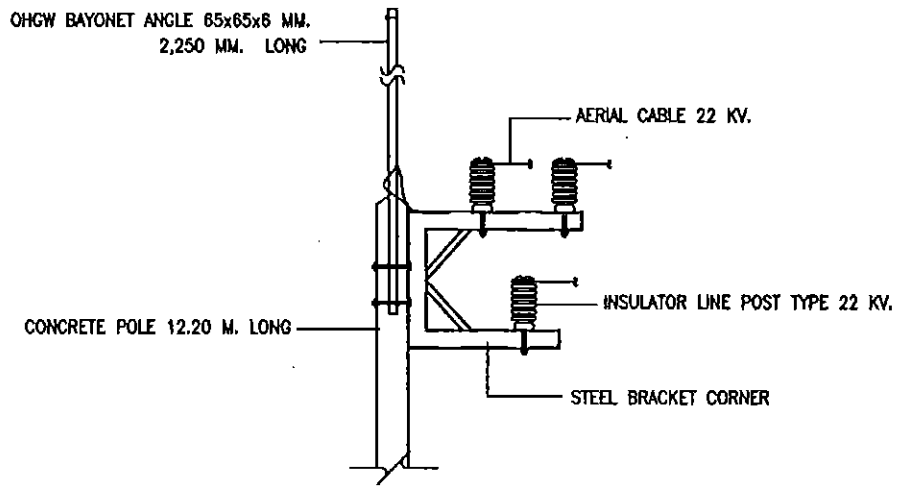 OHGW BAYONET ANGLE 65x65x6 MM.
2,250 MM. LONG
AERIAL CABLE 22 KV.
INSULATOR LINE POST TYPE 22 KV.
CONCRETE POLE 12.20 M. LONG
STEEL BRACKET CORNER